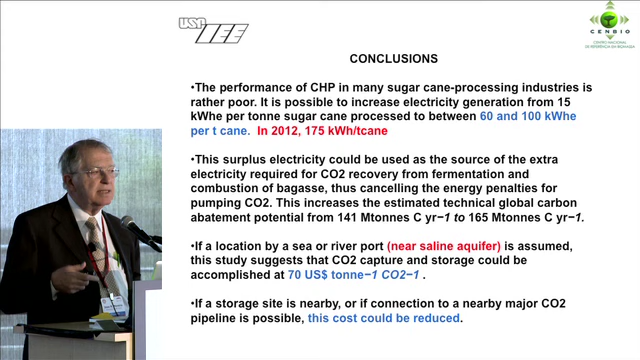 USP IEE
CENBIO
CENTRO NACIONAL
DE REFERÊNCIA EM BIOMASSA
CONCLUSIONS
•The performance of CHP in many sugar cane-processing industries is
rather poor. It is possible to increase electricity generation from 15
kWhe per tonne sugar cane processed to between 60 and 100 kWhe
per t cane. In 2012, 175 kWh/tcane
•This surplus electricity could be used as the source of the extra
electricity required for CO2 recovery from fermentation and
combustion of bagasse, thus cancelling the energy penalties for
pumping CO2. This increases the estimated technical global carbon
abatement potential from 141 Mtonnes C yr−1 to 165 Mtonnes C yr−1.
•If a location by a sea or river port (near saline aquifer) is assumed,
this study suggests that CO2 capture and storage could be
accomplished at 70 US$ tonne−1 CO2−1 .
•If a storage site is nearby, or if connection to a nearby major CO2
pipeline is possible, this cost could be reduced.